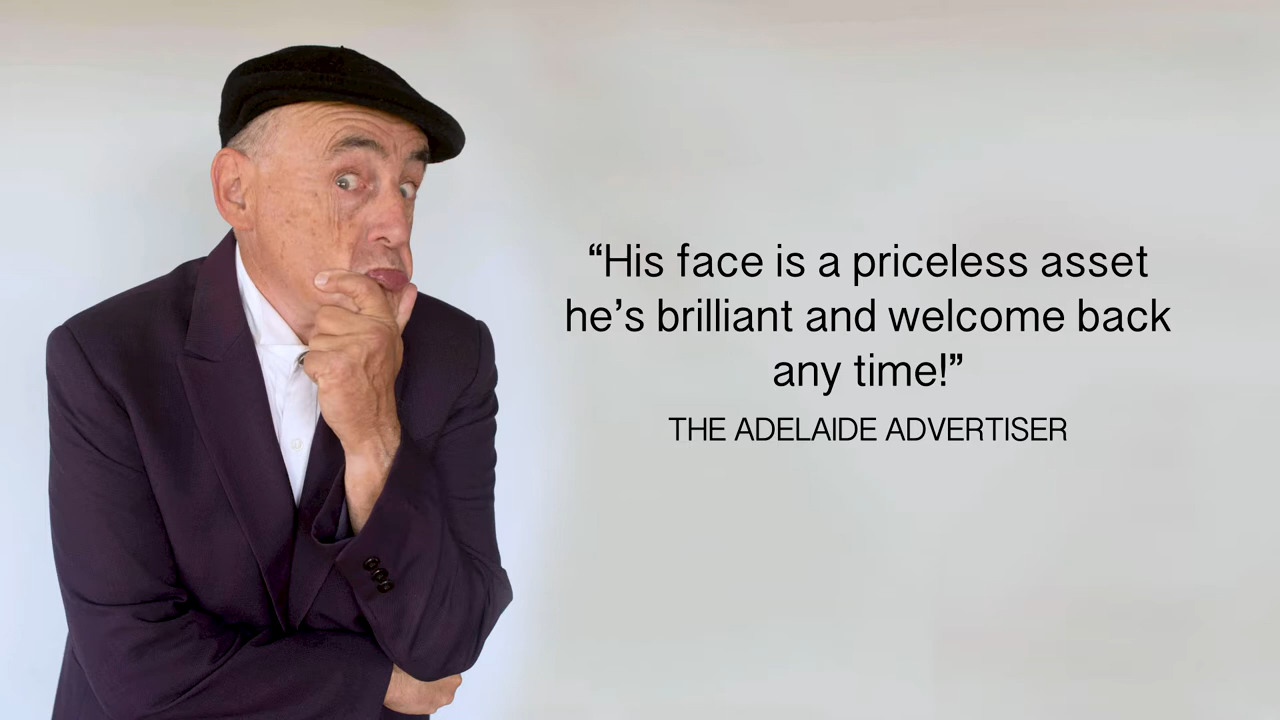 “His face is a priceless asset
he’s brilliant and welcome back
any time!”
THE ADELAIDE ADVERTISER